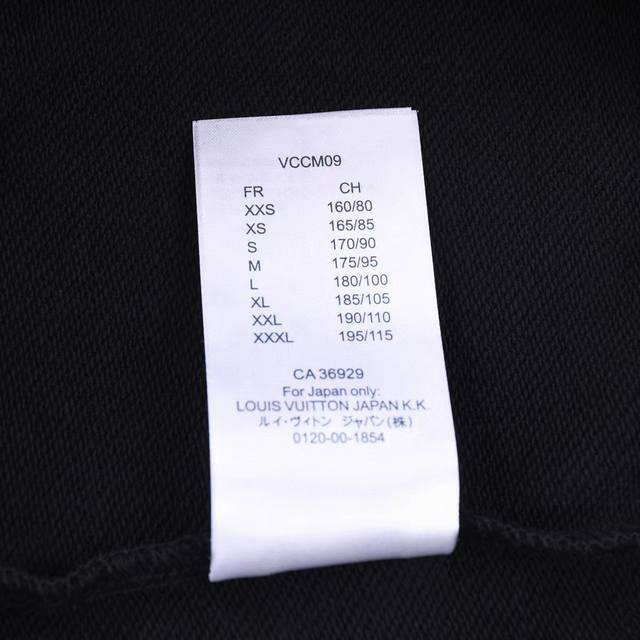 VCCM09
FR CH
XXS 160/80
XS 165/85
S 170/90
M 175/95
L 180/100
XL 185/105
XXL 190/110
XXXL 195/115
CA 36929
For Japan only:
LOUIS VUITTON JAPAN K.K.
ルイ・ヴィトン ジャパン(株)
0120-00-1854